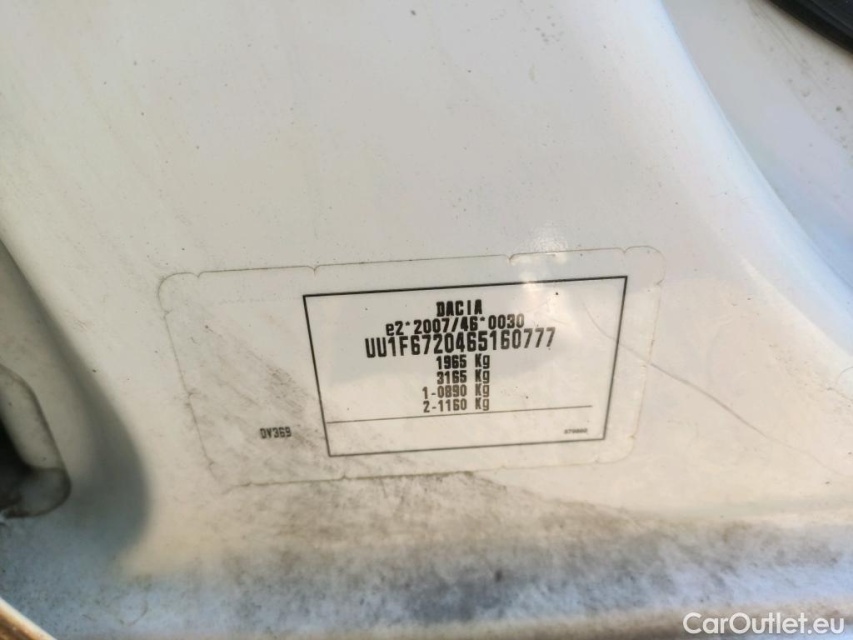 DACIA
e2*2007/46*0030
UU1F6720465160777
1965 Kg
3165 Kg
1-0890 Kg
2-1160 Kg
DV369
CarOutlet.eu